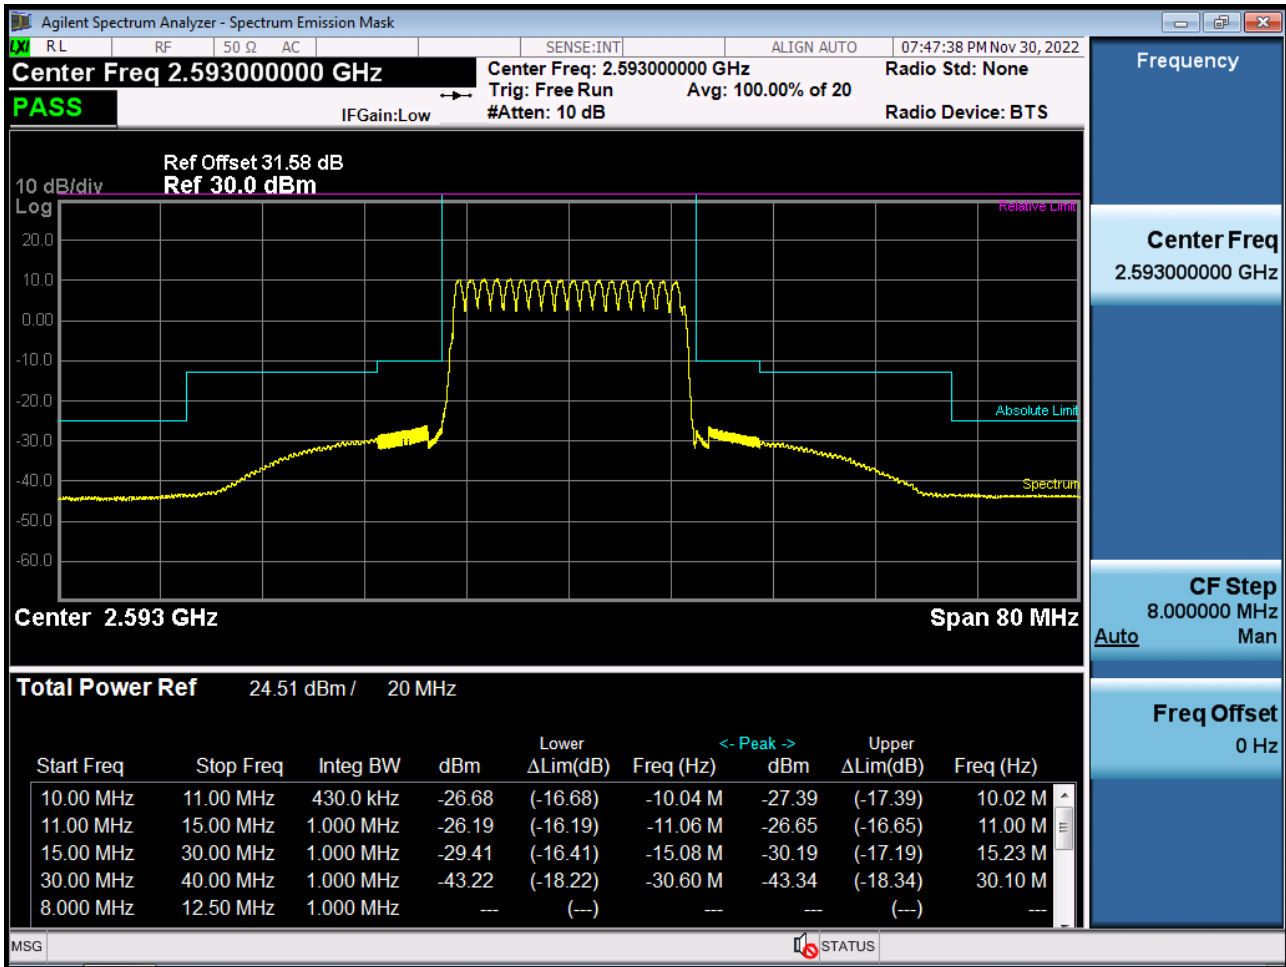 Agilent Spectrum Analyzer - Spectrum Emission Mask
LXI RL RF 50 Ω AC SENSE:INT ALIGN AUTO 07:47:38 PM Nov 30, 2022
Center Freq 2.593000000 GHz Center Freq: 2.593000000 GHz Radio Std: None
Trig: Free Run Avg: 100.00% of 20
PASS IFGain:Low #Atten: 10 dB Radio Device: BTS
Ref Offset 31.58 dB
10 dB/div Ref 30.0 dBm
Log
Relative Limit
20.0
10.0
0.00
-10.0
-20.0
Absolute Limit
-30.0
-40.0
Spectrum
-50.0
-60.0
Center 2.593 GHz Span 80 MHz
Total Power Ref 24.51 dBm / 20 MHz
Lower <- Peak -> Upper
Start Freq Stop Freq Integ BW dBm ΔLim(dB) Freq (Hz) dBm ΔLim(dB) Freq (Hz)
10.00 MHz 11.00 MHz 430.0 kHz -26.68 (-16.68) -10.04 M -27.39 (-17.39) 10.02 M
11.00 MHz 15.00 MHz 1.000 MHz -26.19 (-16.19) -11.06 M -26.65 (-16.65) 11.00 M
15.00 MHz 30.00 MHz 1.000 MHz -29.41 (-16.41) -15.08 M -30.19 (-17.19) 15.23 M
30.00 MHz 40.00 MHz 1.000 MHz -43.22 (-18.22) -30.60 M -43.34 (-18.34) 30.10 M
8.000 MHz 12.50 MHz 1.000 MHz --- (---) --- --- (---) ---
MSG STATUS
Frequency
Center Freq
2.593000000 GHz
CF Step
8.000000 MHz
Auto Man
Freq Offset
0 Hz